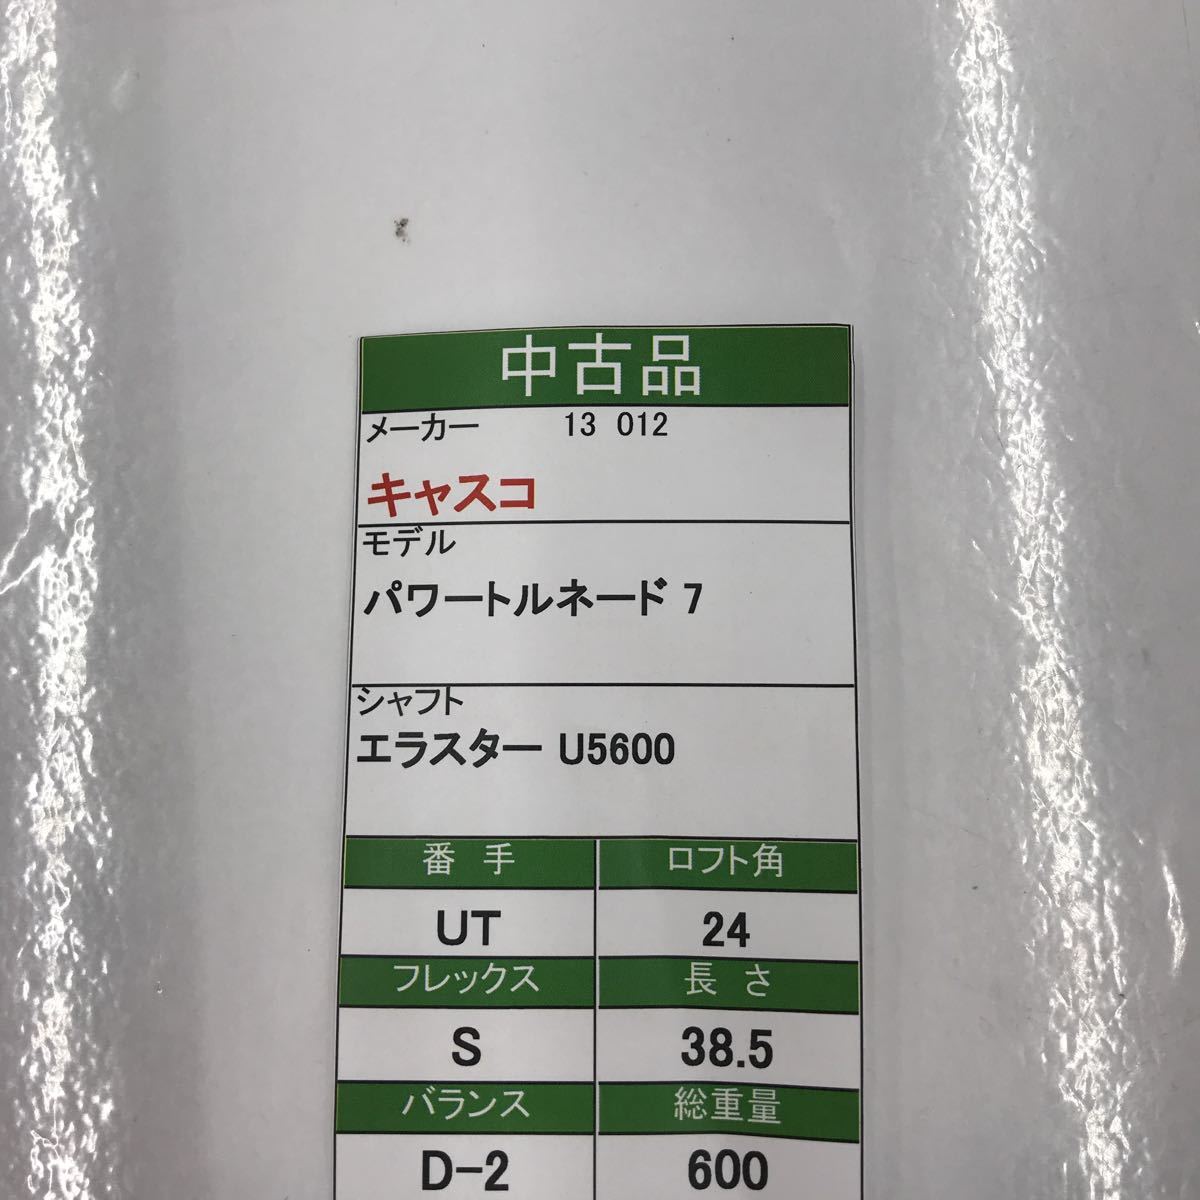 中古品
メーカー 13 012
キャスコ
モデル
パワートルネード 7
シャフト
エラスター U5600
番 手 ロフト角
UT 24
フレックス 長 さ
S 38.5
バランス 総重量
D-2 600